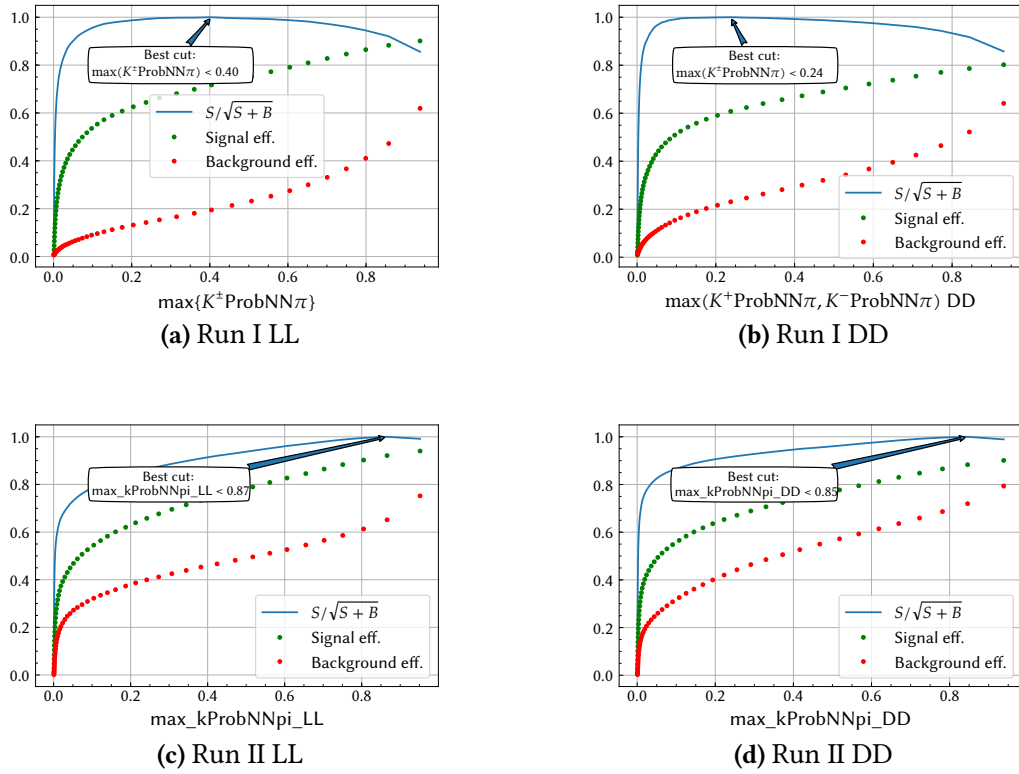 1.0
0.8
0.6
0.4
0.2
0.0
Best cut:
max(K±ProbNNπ) < 0.40
S/√S + B
Signal eff.
Background eff.
0.0 0.2 0.4 0.6 0.8
max{K±ProbNNπ}
(a) Run I LL
1.0
0.8
0.6
0.4
0.2
0.0
Best cut:
max(K±ProbNNπ) < 0.24
S/√S + B
Signal eff.
Background eff.
0.0 0.2 0.4 0.6 0.8
max(K⁺ProbNNπ, K⁻ProbNNπ) DD
(b) Run I DD
1.0
0.8
0.6
0.4
0.2
0.0
Best cut:
max_kProbNNpi_LL < 0.87
S/√S + B
Signal eff.
Background eff.
0.0 0.2 0.4 0.6 0.8
max_kProbNNpi_LL
(c) Run II LL
1.0
0.8
0.6
0.4
0.2
0.0
Best cut:
max_kProbNNpi_DD < 0.85
S/√S + B
Signal eff.
Background eff.
0.0 0.2 0.4 0.6 0.8
max_kProbNNpi_DD
(d) Run II DD